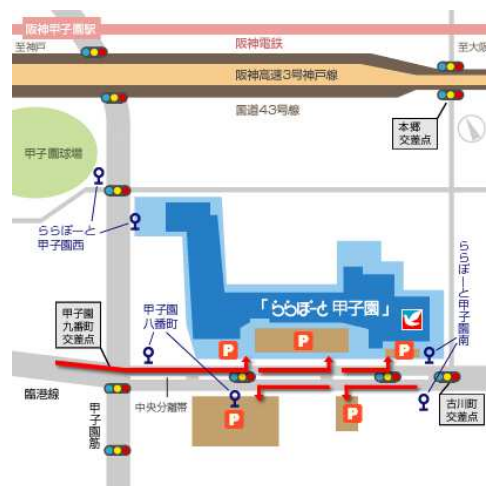 阪神甲子園駅
阪神電鉄
至神戸
至大阪
阪神高速3号神戸線
国道43号線
本郷
交差点
甲子園球場
ららぽーと
甲子園西
「ららぽーと 甲子園」
ららぽーと甲子園南
甲子園
九番町
交差点
甲子園
八番町
P
P
P
臨港線
甲子園筋
中央分離帯
P
P
古川町
交差点